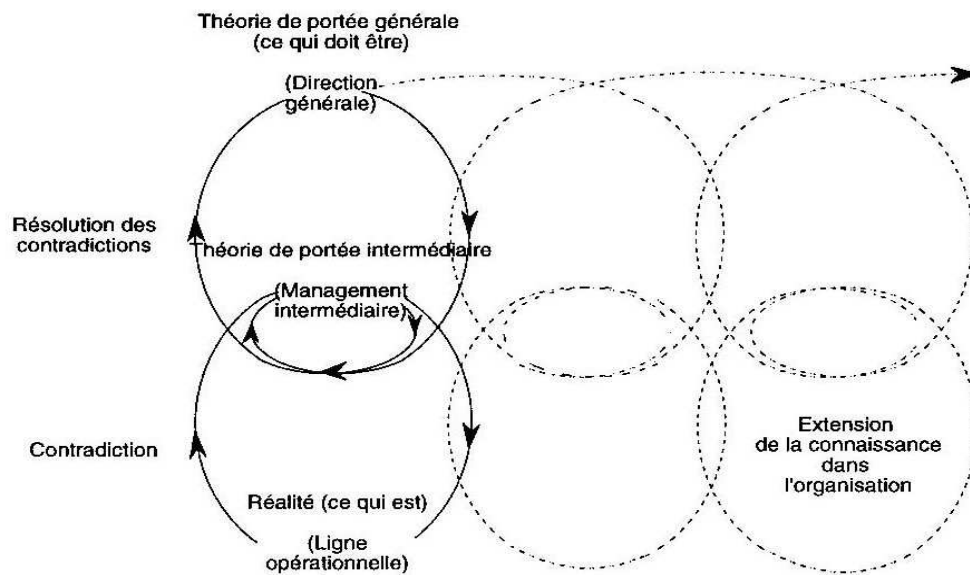 Théorie de portée générale
(ce qui doit être)
(Direction
générale)
Résolution des
contradictions
Théorie de portée intermédiaire
(Management
intermédiaire)
Contradiction
Extension
de la connaissance
dans
l'organisation
Réalité (ce qui est)
(Ligne
opérationnelle)